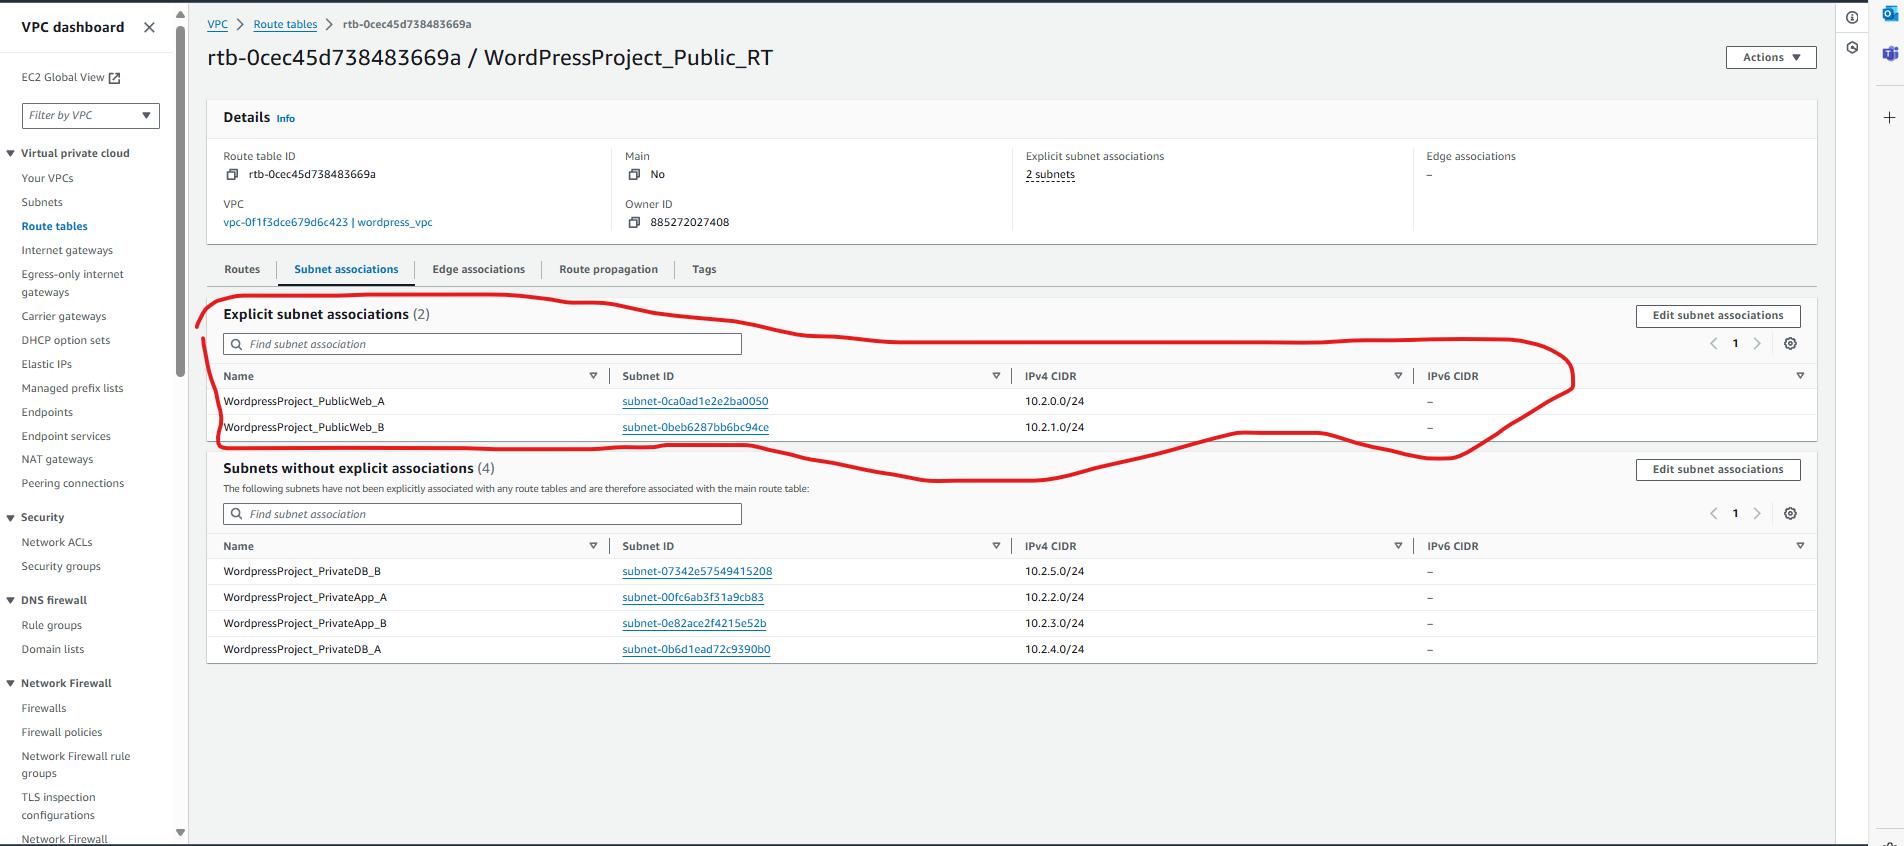 VPC dashboard
EC2 Global View
Filter by VPC
Virtual private cloud
Your VPCs
Subnets
Route tables
Internet gateways
Egress-only internet
gateways
Carrier gateways
DHCP option sets
Elastic IPs
Managed prefix lists
Endpoints
Endpoint services
NAT gateways
Peering connections
Security
Network ACLs
Security groups
DNS firewall
Rule groups
Domain lists
Network Firewall
Firewalls
Firewall policies
Network Firewall rule
groups
TLS inspection
configurations
Network Firewall
VPC > Route tables > rtb-0cec45d738483669a
rtb-0cec45d738483669a / WordPressProject_Public_RT
Actions
Details Info
Route table ID
rtb-0cec45d738483669a
Main
No
Explicit subnet associations
2 subnets
Edge associations
–
VPC
vpc-0f1f3dce679d6c423 | wordpress_vpc
Owner ID
885272027408
Routes Subnet associations Edge associations Route propagation Tags
Explicit subnet associations (2)
Edit subnet associations
Find subnet association
1
Name Subnet ID IPv4 CIDR IPv6 CIDR
WordpressProject_PublicWeb_A subnet-0ca0ad1e2e2ba0050 10.2.0.0/24 –
WordpressProject_PublicWeb_B subnet-0beb6287bb6bc94ce 10.2.1.0/24 –
Subnets without explicit associations (4)
Edit subnet associations
The following subnets have not been explicitly associated with any route tables and are therefore associated with the main route table:
Find subnet association
1
Name Subnet ID IPv4 CIDR IPv6 CIDR
WordpressProject_PrivateDB_B subnet-07342e57549415208 10.2.5.0/24 –
WordpressProject_PrivateApp_A subnet-00fc6ab3f31a9cb83 10.2.2.0/24 –
WordpressProject_PrivateApp_B subnet-0e82ace2f4215e52b 10.2.3.0/24 –
WordpressProject_PrivateDB_A subnet-0b6d1ead72c9390b0 10.2.4.0/24 –